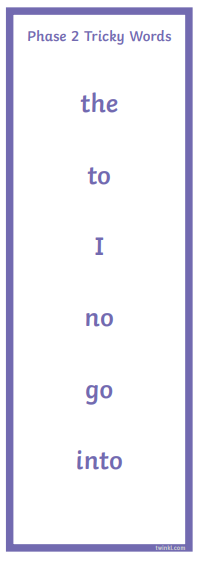 Phase 2 Tricky Words
the
to
I
no
go
into
twinkl.com